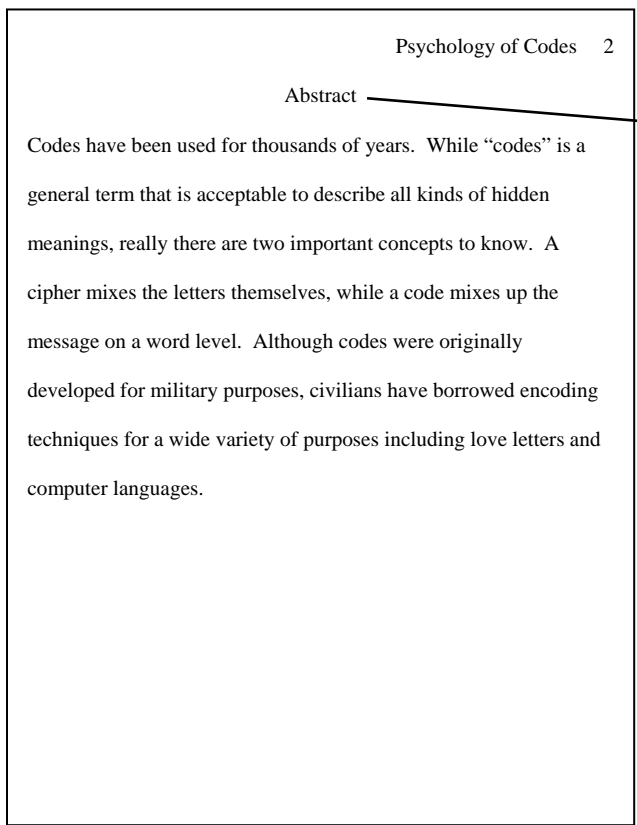 Psychology of Codes 2
Abstract
Codes have been used for thousands of years. While “codes” is a
general term that is acceptable to describe all kinds of hidden
meanings, really there are two important concepts to know. A
cipher mixes the letters themselves, while a code mixes up the
message on a word level. Although codes were originally
developed for military purposes, civilians have borrowed encoding
techniques for a wide variety of purposes including love letters and
computer languages.